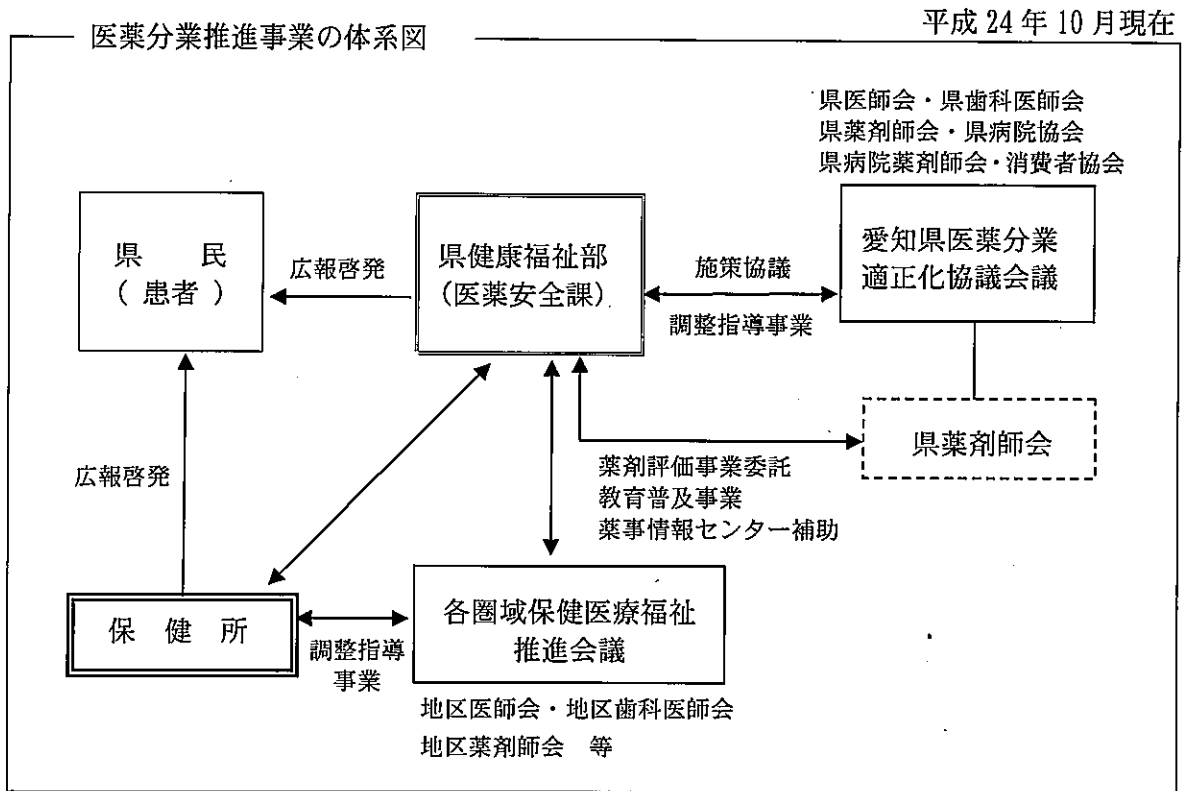 平成24年10月現在
医薬分業推進事業の体系図
県医師会・県歯科医師会
県薬剤師会・県病院協会
県病院薬剤師会・消費者協会
県民
(患者)
広報啓発
県健康福祉部
(医薬安全課)
施策協議
調整指導事業
愛知県医薬分業
適正化協議会議
県薬剤師会
広報啓発
薬剤評価事業委託
教育普及事業
薬事情報センター補助
保健所
調整指導
事業
各圏域保健医療福祉
推進会議
地区医師会・地区歯科医師会
地区薬剤師会 等